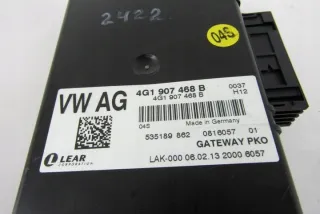 2422
04S
VW AG
4G1 907 468 B
4G1 907 468 B
0037
H12
045
Made in Germany
535189 862
0816057 01
GATEWAY PKO
LEAR
CORPORATION
LAK-000 06.02.13 2000 6057